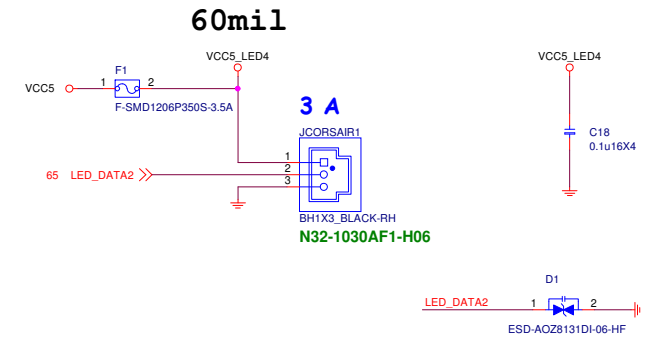 60mil
VCC5_LED4
VCC5_LED4
F1
VCC5
1
2
F-SMD1206P350S-3.5A
3 A
JCORSAIR1
C18
0.1u16X4
1
2
3
65
LED_DATA2
BH1X3_BLACK-RH
N32-1030AF1-H06
D1
LED_DATA2
1
2
ESD-AOZ8131DI-06-HF